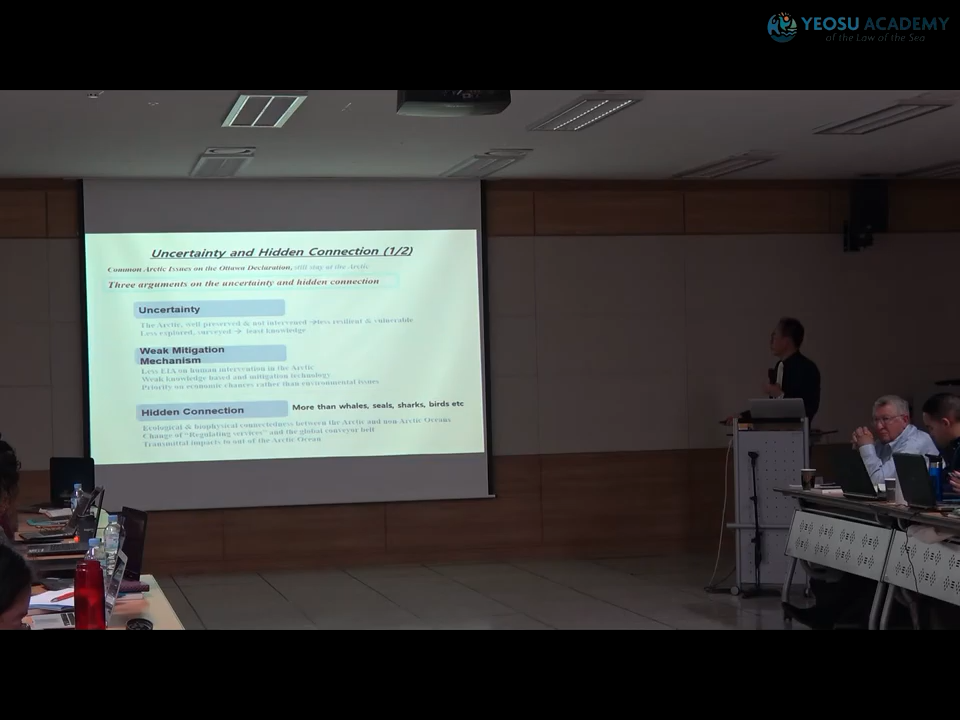 YEOSU ACADEMY
of the Law of the Sea
Uncertainty and Hidden Connection (1/2)
Common Arctic Issues on the Ottawa Declaration, still stay at the Arctic
Three arguments on the uncertainty and hidden connection
Uncertainty
The Arctic, well preserved & not intervened → less resilient & vulnerable
Less explored, surveyed → least knowledge
Weak Mitigation
Mechanism
Less EIA on human intervention in the Arctic
Weak knowledge based and mitigation technology
Priority on economic chances rather than environmental issues
Hidden Connection More than whales, seals, sharks, birds etc
Ecological & biophysical connectedness between the Arctic and non Arctic Oceans
Change of "Regulating services" and the global conveyor belt
Transmittal impacts to out of the Arctic Ocean